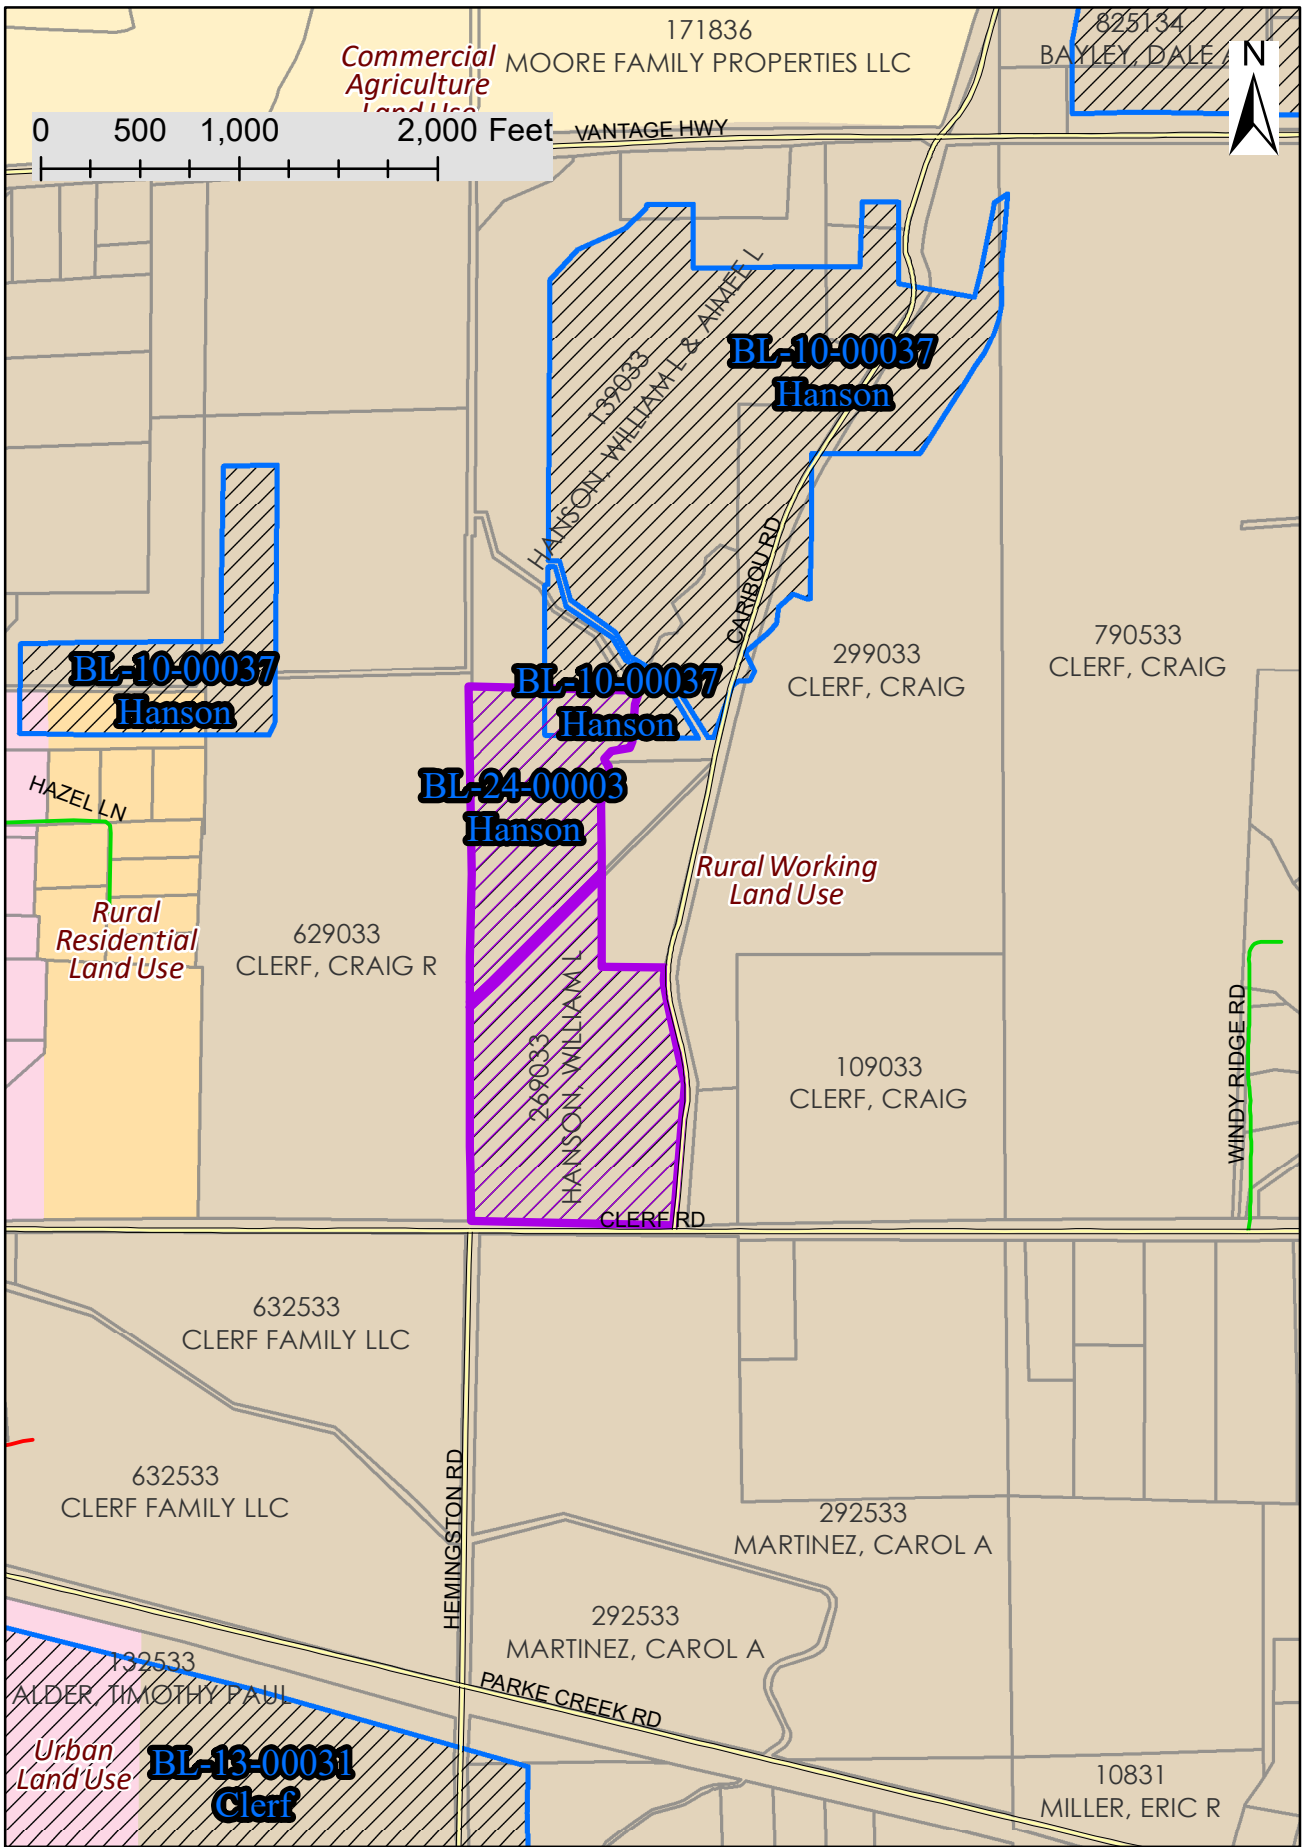 171836
MOORE FAMILY PROPERTIES LLC
825134
BAYLEY, DALE A
Commercial
Agriculture
Land Use
N
0 500 1,000 2,000 Feet
VANTAGE HWY
139033
HANSON, WILLIAM L & AIMEE L
BL-10-00037
Hanson
CARIBOU RD
299033
CLERF, CRAIG
790533
CLERF, CRAIG
BL-10-00037
Hanson
BL-10-00037
Hanson
BL-24-00003
Hanson
HAZEL LN
Rural Working
Land Use
Rural
Residential
Land Use
629033
CLERF, CRAIG R
269033
HANSON, WILLIAM L
109033
CLERF, CRAIG
WINDY RIDGE RD
CLERF RD
632533
CLERF FAMILY LLC
632533
CLERF FAMILY LLC
HEMINGSTON RD
292533
MARTINEZ, CAROL A
292533
MARTINEZ, CAROL A
132533
ALDER, TIMOTHY PAUL
PARKE CREEK RD
Urban
Land Use
BL-13-00031
Clerf
10831
MILLER, ERIC R